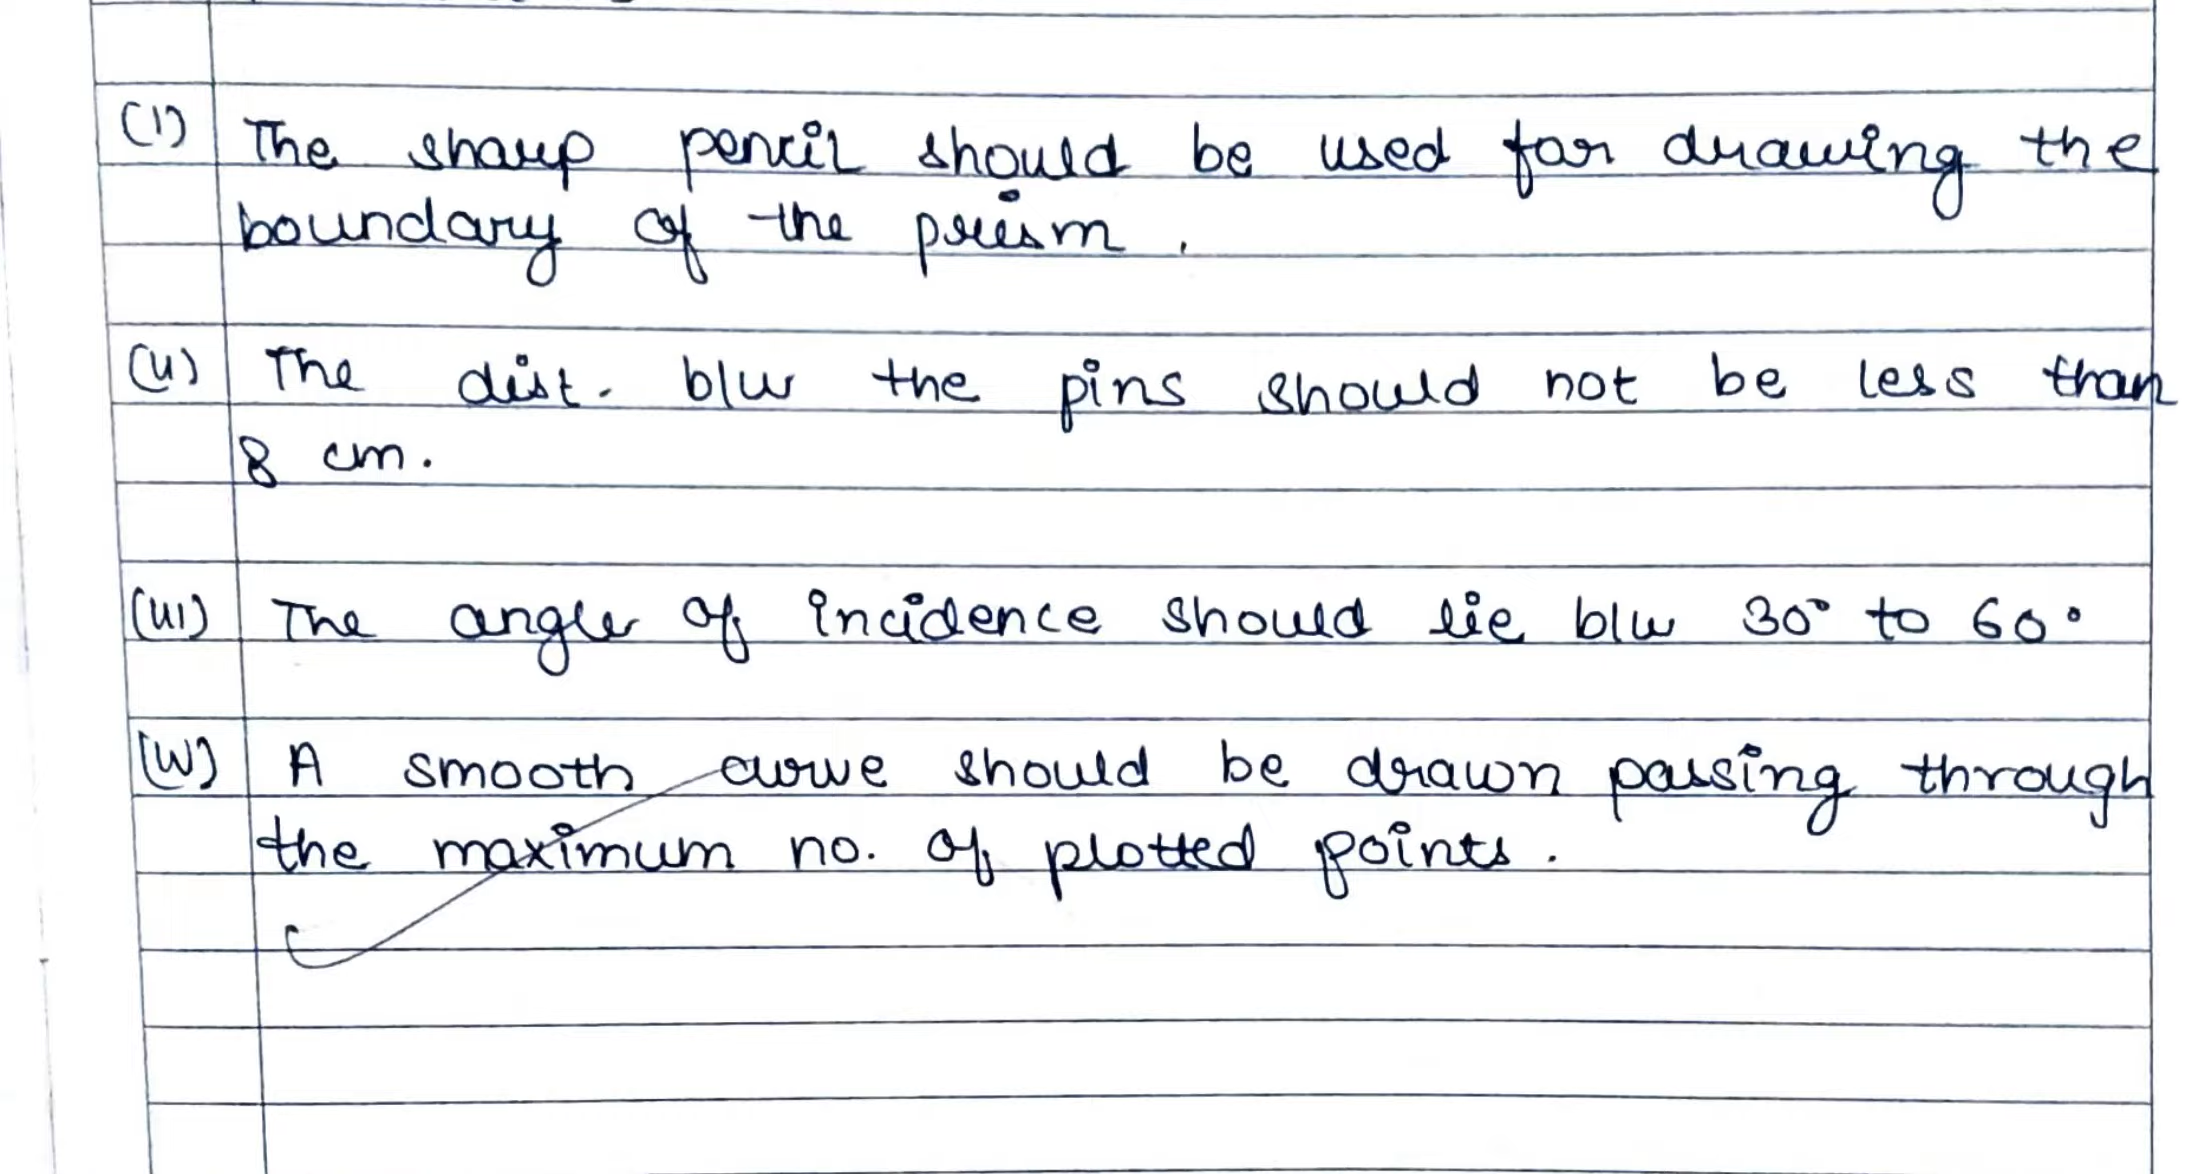 (i) The sharp pencil should be used for drawing the
boundary of the prism.
(ii) The dist. b/w the pins should not be less than
8 cm.
(iii) The angle of incidence should lie b/w 30° to 60°
(iv) A smooth curve should be drawn passing through
the maximum no. of plotted points.